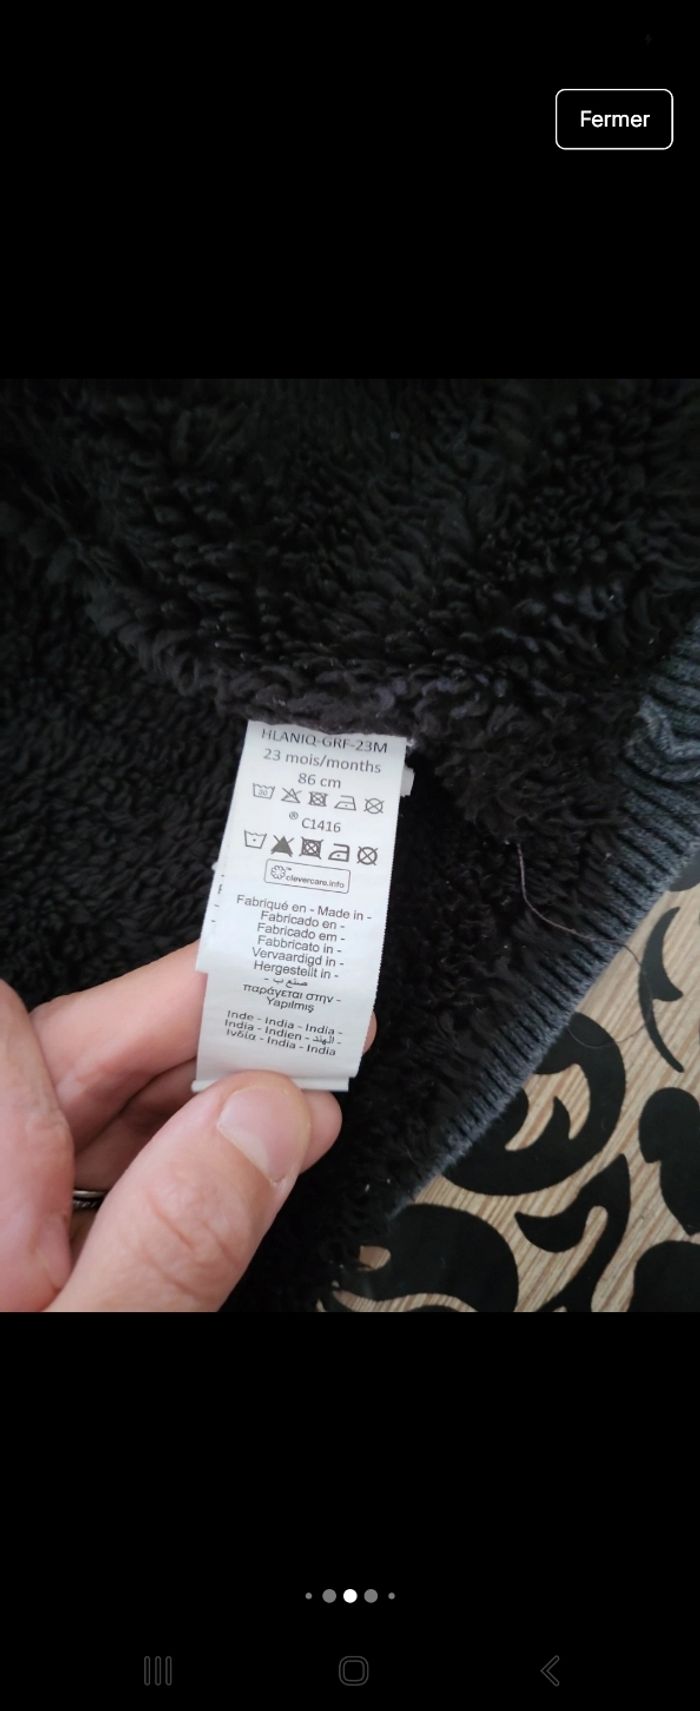 Fermer
HLANIQ-GRF-23M
23 mois/months
86 cm
30
® C1416
clevercare.info
Fabriqué en - Made in -
Fabricado en -
Fabricado em -
Fabbricato in -
Vervaardigd in -
Hergestellt in -
صنع ب -
παράγεται στην -
Yapılmış
Inde - India - India -
India - Indien - الهند -
Ινδία - India - India